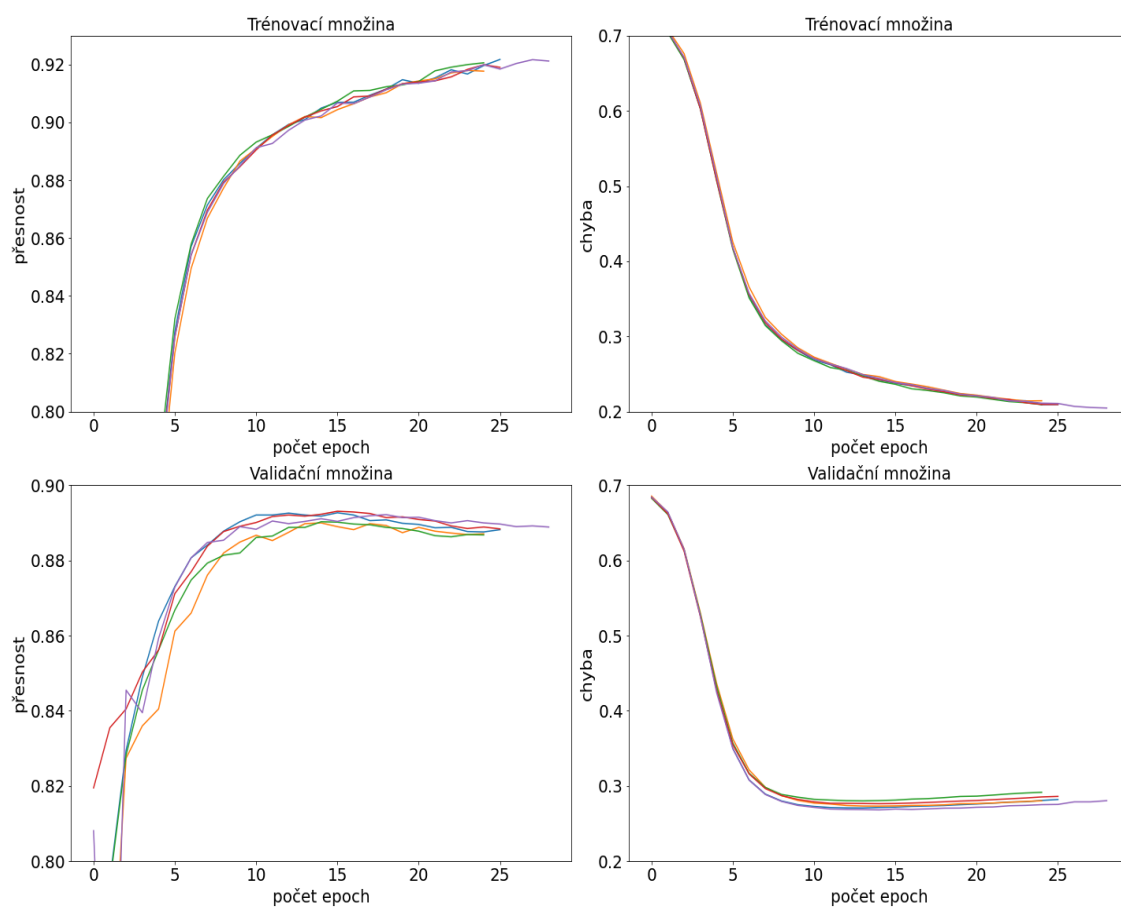 Trénovací množina
0.92
0.90
0.88
0.86
0.84
0.82
0.80
přesnost
0 5 10 15 20 25
počet epoch
Trénovací množina
0.7
0.6
0.5
0.4
0.3
0.2
chyba
0 5 10 15 20 25
počet epoch
Validační množina
0.90
0.88
0.86
0.84
0.82
0.80
přesnost
0 5 10 15 20 25
počet epoch
Validační množina
0.7
0.6
0.5
0.4
0.3
0.2
chyba
0 5 10 15 20 25
počet epoch